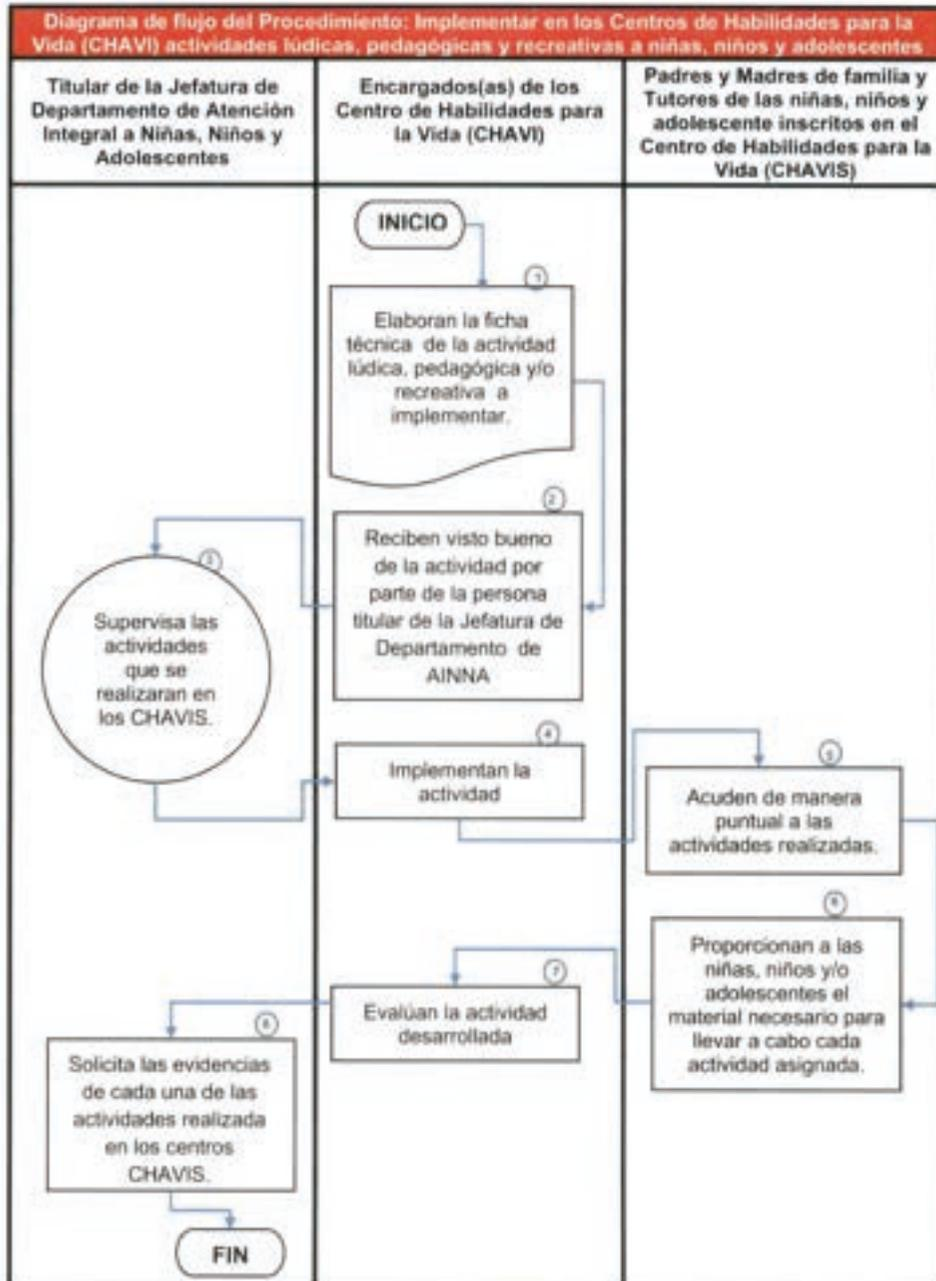 Diagrama de flujo del Procedimiento: Implementar en los Centros de Habilidades para la
Vida (CHAVI) actividades lúdicas, pedagógicas y recreativas a niñas, niños y adolescentes
Titular de la Jefatura de
Departamento de Atención
Integral a Niñas, Niños y
Adolescentes
Encargados(as) de los
Centro de Habilidades para
la Vida (CHAVI)
Padres y Madres de familia y
Tutores de las niñas, niños y
adolescente inscritos en el
Centro de Habilidades para la
Vida (CHAVIS)
INICIO
1
Elaboran la ficha
técnica de la actividad
lúdica, pedagógica y/o
recreativa a
implementar.
2
Reciben visto bueno
de la actividad por
parte de la persona
titular de la Jefatura de
Departamento de
AINNA
3
Supervisa las
actividades
que se
realizaran en
los CHAVIS.
4
Implementan la
actividad
5
Acuden de manera
puntual a las
actividades realizadas.
6
Proporcionan a las
niñas, niños y/o
adolescentes el
material necesario para
llevar a cabo cada
actividad asignada.
7
Evalúan la actividad
desarrollada
8
Solicita las evidencias
de cada una de las
actividades realizada
en los centros
CHAVIS.
FIN